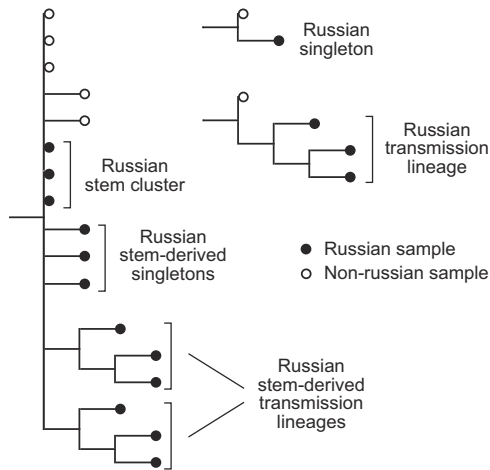 Russian
singleton
Russian
transmission
lineage
Russian
stem cluster
Russian
stem-derived
singletons
Russian sample
Non-russian sample
Russian
stem-derived
transmission
lineages